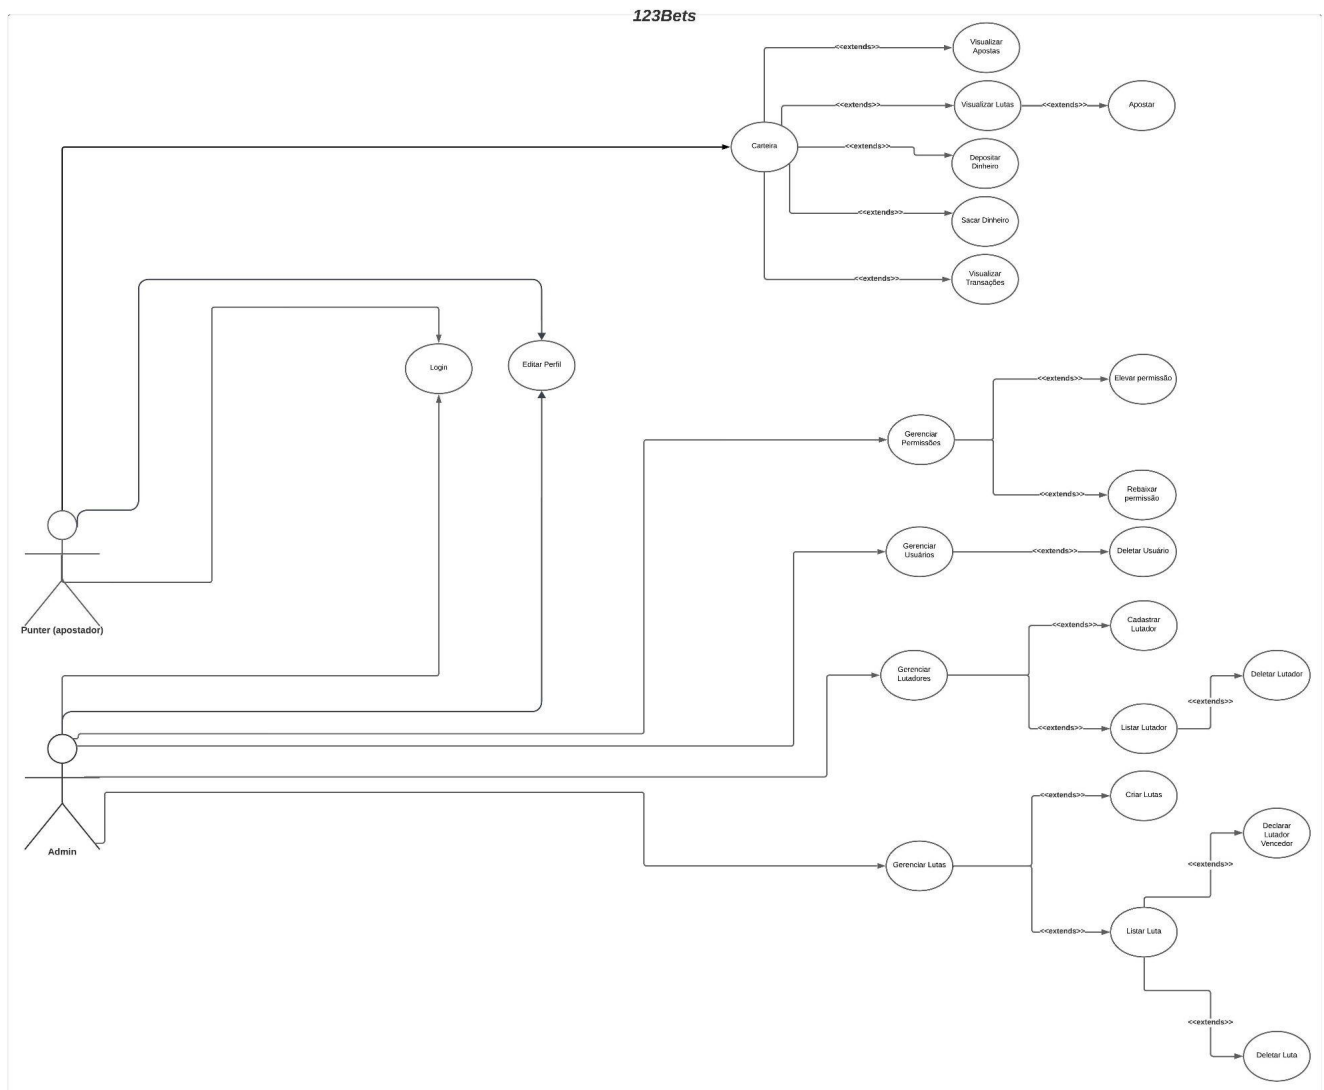 123Bets
<<extends>>
Visualizar
Apostas
<<extends>>
Visualizar Lutas
<<extends>>
Apostar
Carteira
<<extends>>
Depositar
Dinheiro
<<extends>>
Sacar Dinheiro
<<extends>>
Visualizar
Transações
Login
Editar Perfil
<<extends>>
Elevar permissão
Gerenciar
Permissões
<<extends>>
Rebaixar
permissão
Gerenciar
Usuários
<<extends>>
Deletar Usuário
Punter (apostador)
<<extends>>
Cadastrar
Lutador
Gerenciar
Lutadores
Deletar Lutador
<<extends>>
<<extends>>
Listar Lutador
<<extends>>
Criar Lutas
Declarar
Lutador
Vencedor
Admin
Gerenciar Lutas
<<extends>>
<<extends>>
Listar Luta
<<extends>>
Deletar Luta